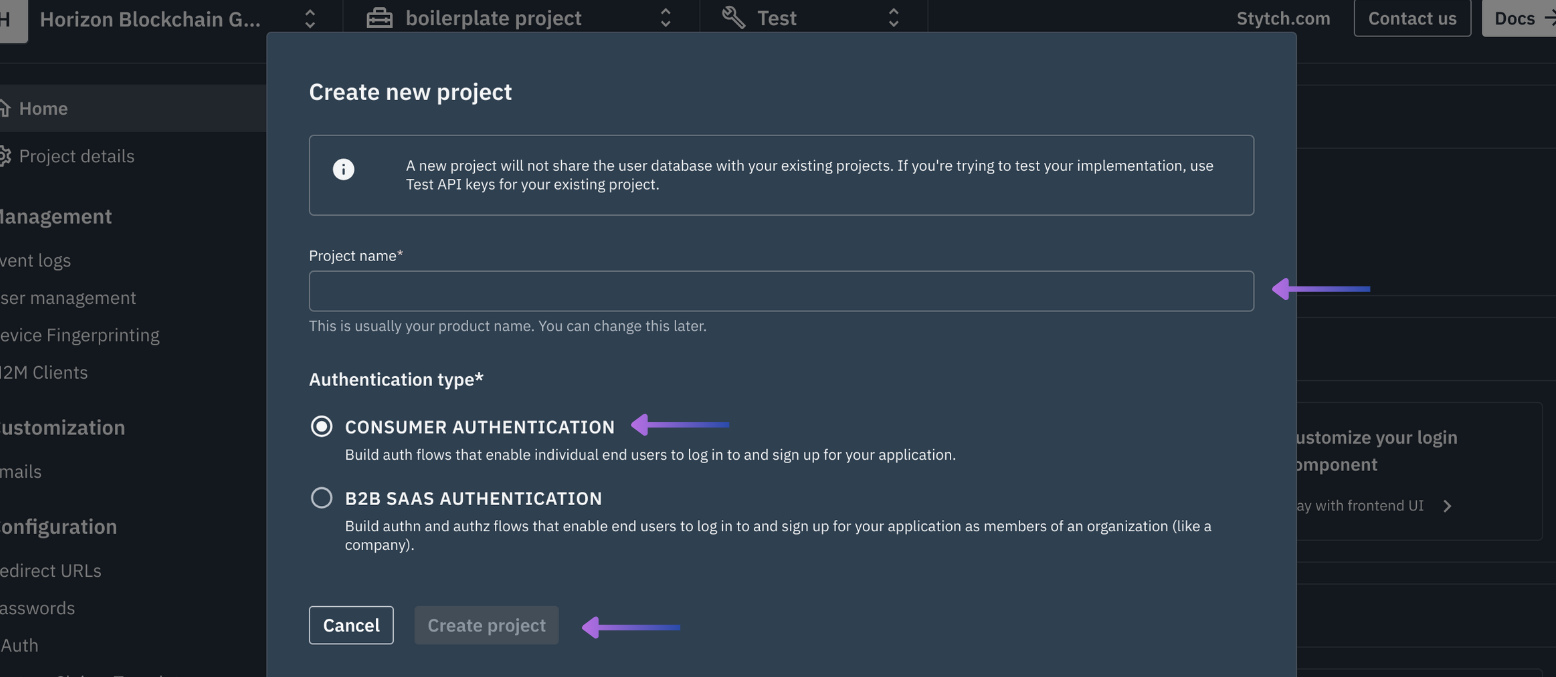 H Horizon Blockchain G... boilerplate project Test Stytch.com Contact us Docs
Home
Project details
Management
vent logs
ser management
evice Fingerprinting
2M Clients
ustomization
mails
onfiguration
edirect URLs
asswords
Auth
Create new project
A new project will not share the user database with your existing projects. If you're trying to test your implementation, use
Test API keys for your existing project.
Project name*
This is usually your product name. You can change this later.
Authentication type*
CONSUMER AUTHENTICATION
Build auth flows that enable individual end users to log in to and sign up for your application.
B2B SAAS AUTHENTICATION
Build authn and authz flows that enable end users to log in to and sign up for your application as members of an organization (like a
company).
Cancel Create project
ustomize your login
omponent
ay with frontend UI